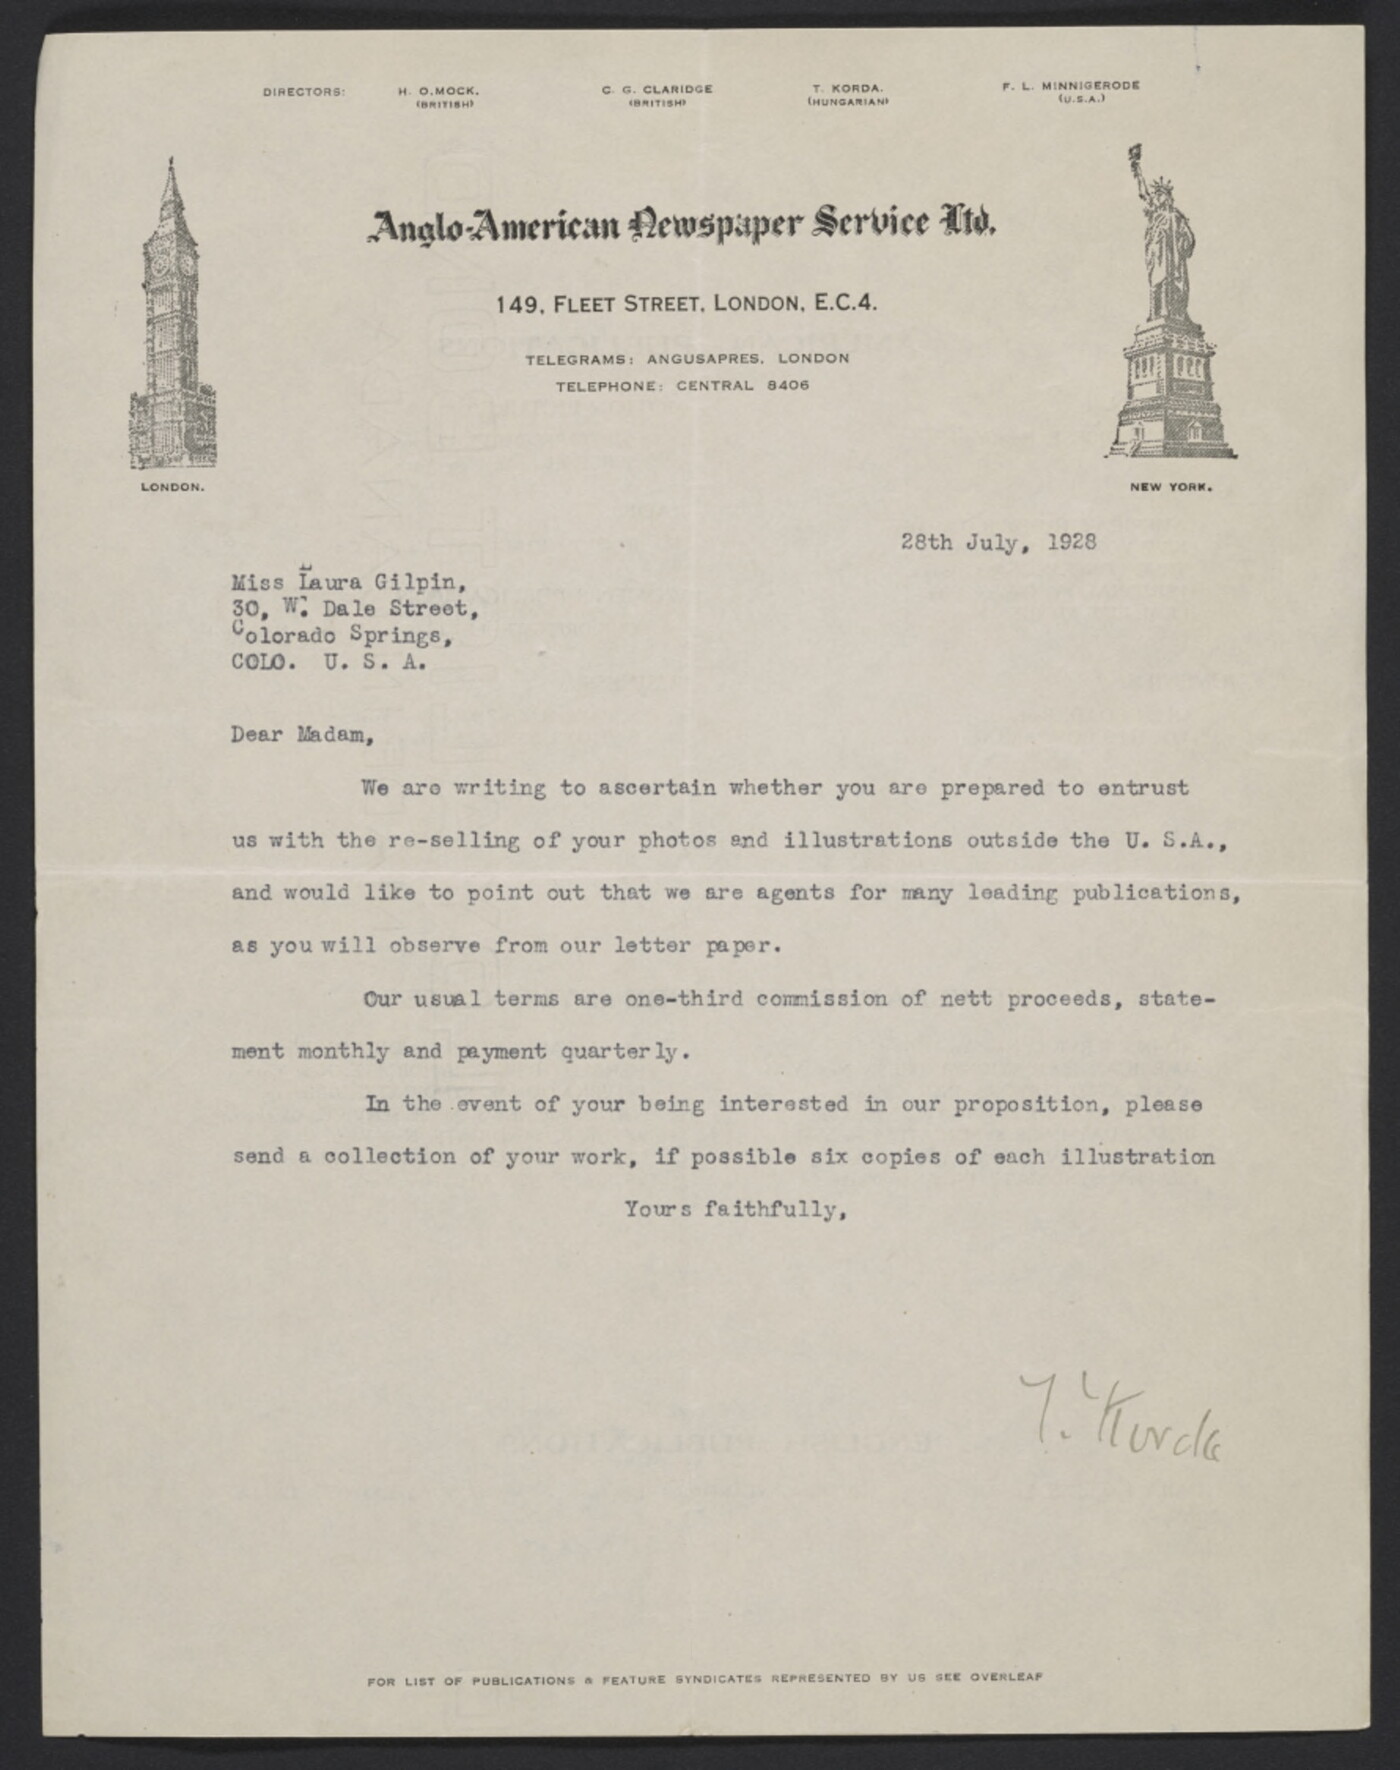 DIRECTORS: H. O. MOCK. C. G. CLARIDGE T. KORDA. F. L. MINNIGERODE
(BRITISH) (BRITISH) (HUNGARIAN) (U.S.A.)
Anglo-American Newspaper Service Ltd.
149, FLEET STREET, LONDON, E.C.4.
TELEGRAMS: ANGUSAPRES, LONDON
TELEPHONE: CENTRAL 8406
LONDON. NEW YORK.
28th July, 1928
Miss Laura Gilpin,
30, W. Dale Street,
Colorado Springs,
COLO. U. S. A.
Dear Madam,
We are writing to ascertain whether you are prepared to entrust
us with the re-selling of your photos and illustrations outside the U. S.A.,
and would like to point out that we are agents for many leading publications,
as you will observe from our letter paper.
Our usual terms are one-third commission of nett proceeds, state-
ment monthly and payment quarterly.
In the event of your being interested in our proposition, please
send a collection of your work, if possible six copies of each illustration
Yours faithfully,
T. Korda
FOR LIST OF PUBLICATIONS & FEATURE SYNDICATES REPRESENTED BY US SEE OVERLEAF